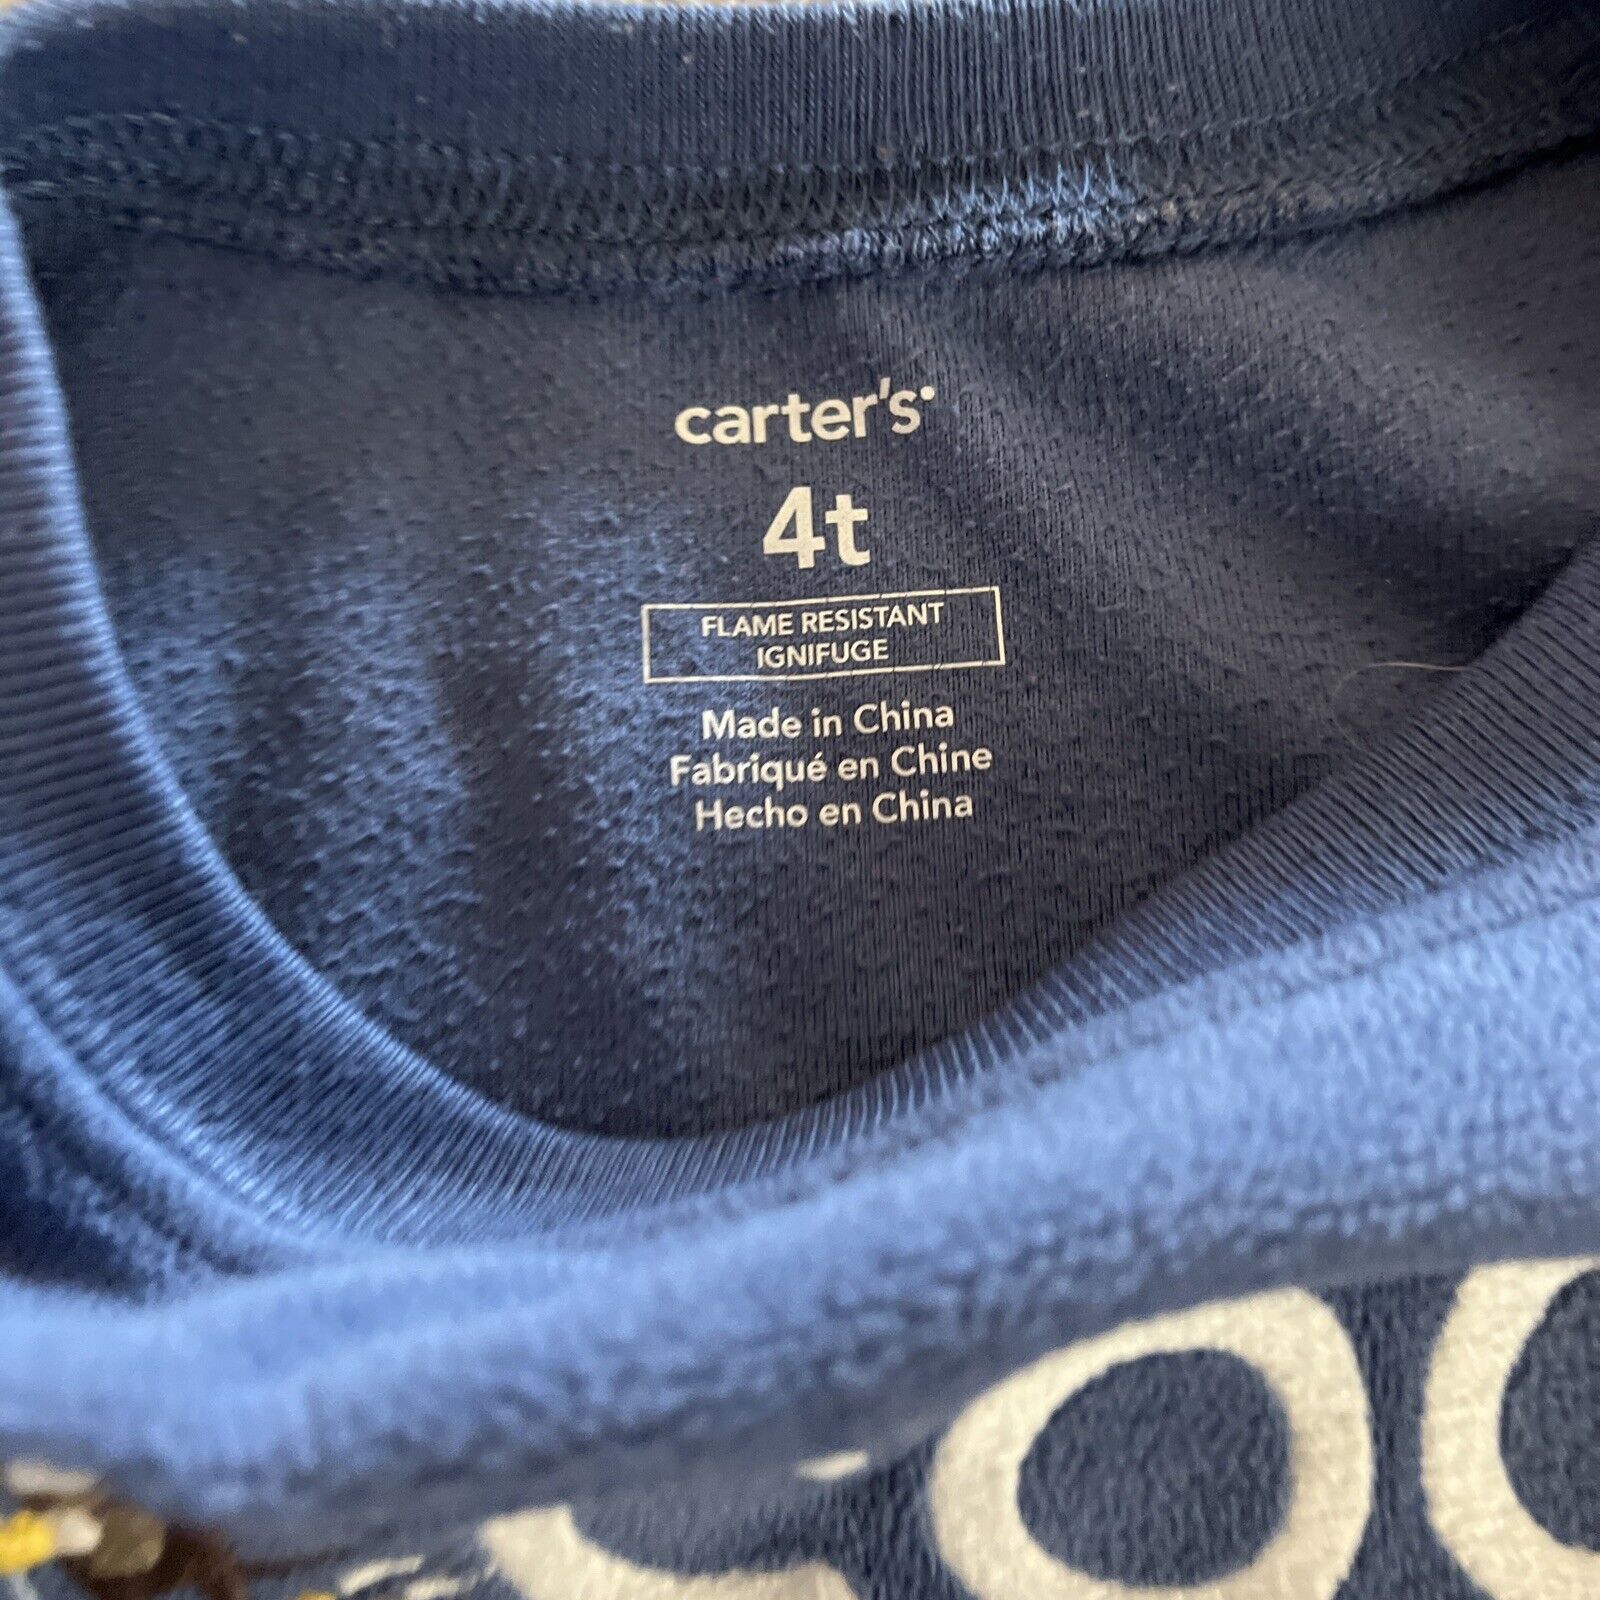 carter's
4t
FLAME RESISTANT
IGNIFUGE
Made in China
Fabriqué en Chine
Hecho en China